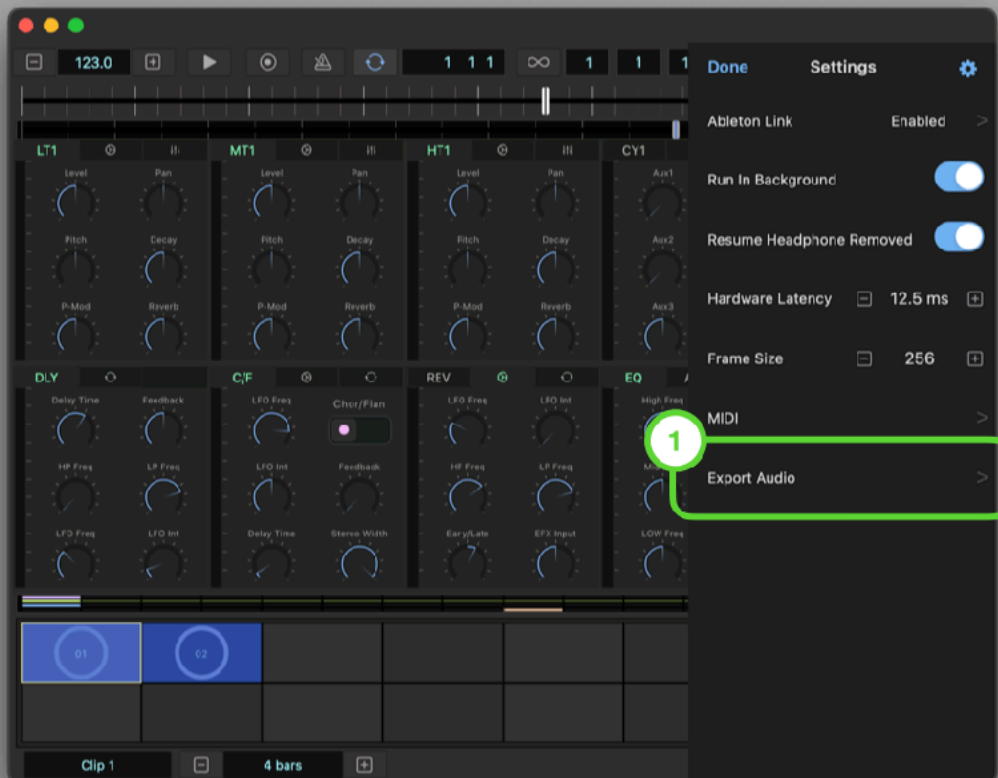 123.0 1 1 1 ∞ 1 1 1
Done Settings
Ableton Link Enabled >
Run In Background
Resume Headphone Removed
Hardware Latency 12.5 ms
Frame Size 256
MIDI >
1
Export Audio >
LT1 MT1 HT1 CY1
Level Pan Level Pan Level Pan Aux1
Pitch Decay Pitch Decay Pitch Decay Aux2
P-Mod Reverb P-Mod Reverb P-Mod Reverb Aux3
DLY C/F REV EQ
Delay Time Feedback LFO Freq Chor/Flan LFO Freq LFO Int High Freq
HP Freq LP Freq LFO Int Feedback HF Freq LP Freq
LFO Freq LFO Int Delay Time Stereo Width Eary/Late EFX Input LOW Freq
01 02
Clip 1 4 bars